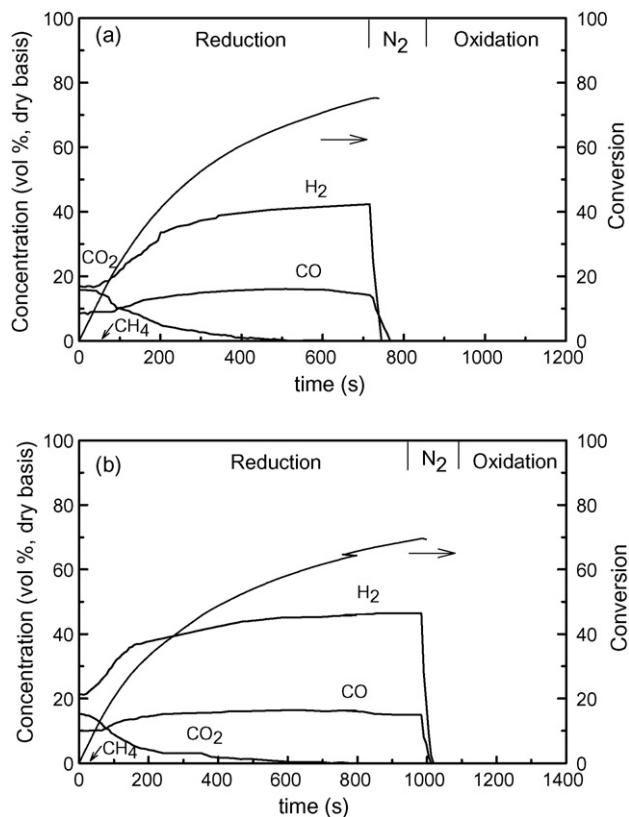 (a)
Reduction
N2
Oxidation
100
80
60
40
20
0
Concentration (vol %, dry basis)
100
80
60
40
20
0
Conversion
H2
CO2
CO
CH4
0 200 400 600 800 1000 1200
time (s)
(b)
Reduction
N2
Oxidation
100
80
60
40
20
0
Concentration (vol %, dry basis)
100
80
60
40
20
0
Conversion
H2
CO
CO2
CH4
0 200 400 600 800 1000 1200 1400
time (s)